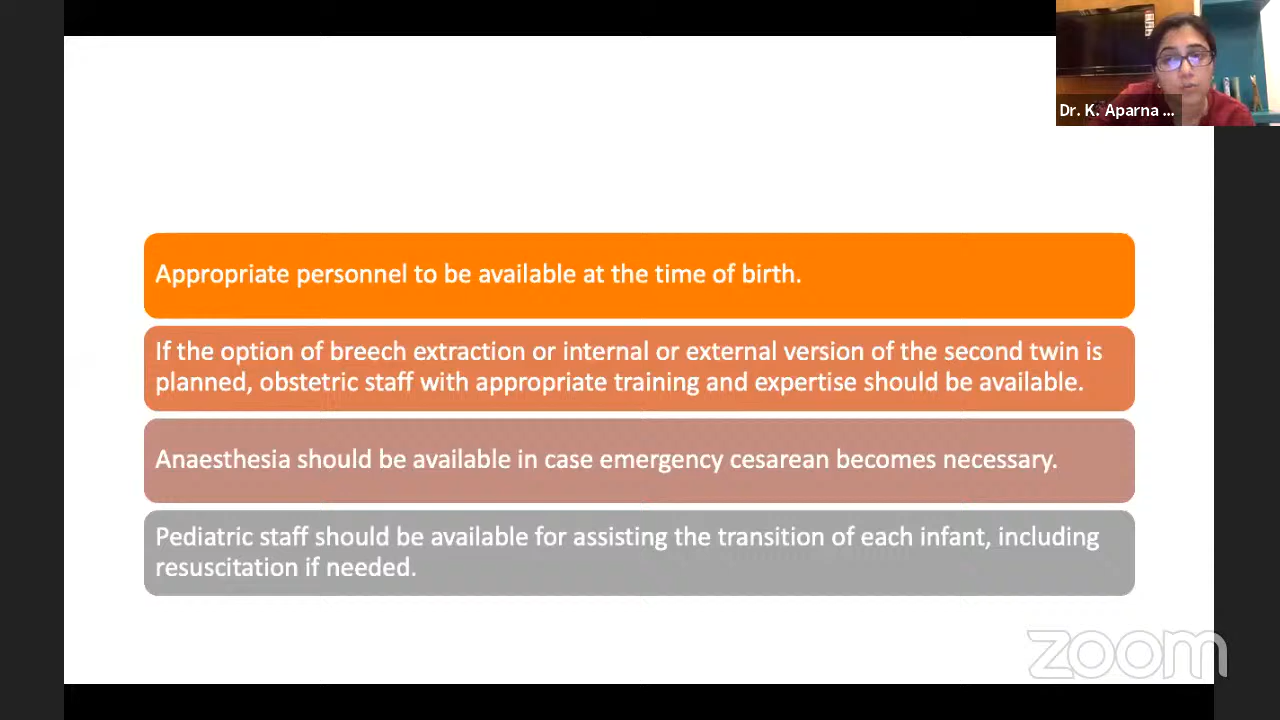 Dr. K. Aparna ...
Appropriate personnel to be available at the time of birth.
If the option of breech extraction or internal or external version of the second twin is
planned, obstetric staff with appropriate training and expertise should be available.
Anaesthesia should be available in case emergency cesarean becomes necessary.
Pediatric staff should be available for assisting the transition of each infant, including
resuscitation if needed.
zoom